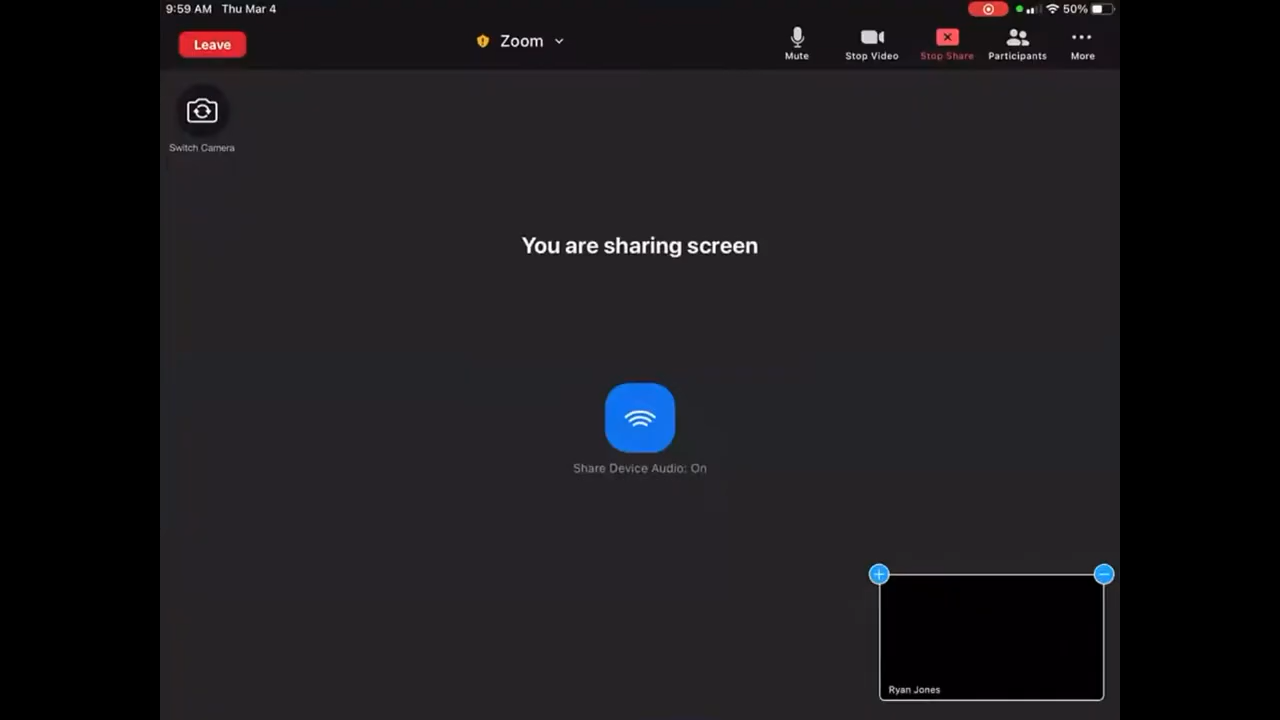 9:59 AM Thu Mar 4
50%
Leave
Zoom
Mute
Stop Video
Stop Share
Participants
More
Switch Camera
You are sharing screen
Share Device Audio: On
Ryan Jones